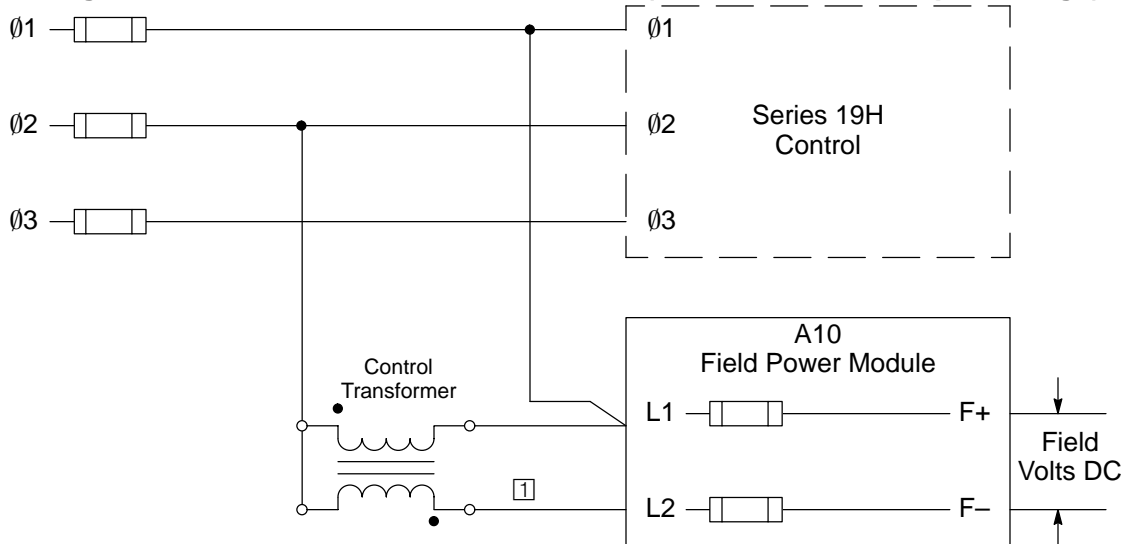 Ø1
Ø1
Ø2
Ø2
Series 19H
Control
Ø3
Ø3
A10
Field Power Module
Control
Transformer
L1
F+
Field
Volts DC
1
L2
F–